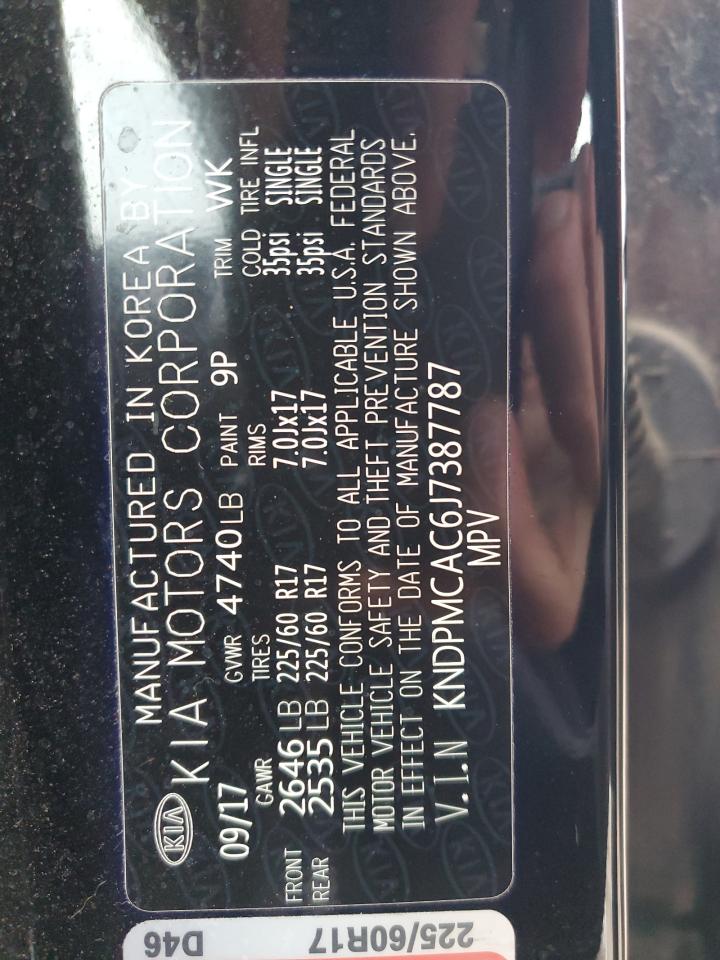 MANUFACTURED IN KOREA BY
KIA KIA MOTORS CORPORATION
09/17 GVWR 4740LB PAINT 9P TRIM WK
GAWR TIRES RIMS COLD TIRE INFL
FRONT 2646LB 225/60 R17 7.0Jx17 35psi SINGLE
REAR 2535LB 225/60 R17 7.0Jx17 35psi SINGLE
THIS VEHICLE CONFORMS TO ALL APPLICABLE U.S.A. FEDERAL
MOTOR VEHICLE SAFETY AND THEFT PREVENTION STANDARDS
IN EFFECT ON THE DATE OF MANUFACTURE SHOWN ABOVE.
V.I.N KNDPMCAC6J7387787
MPV
D46
225/60R17